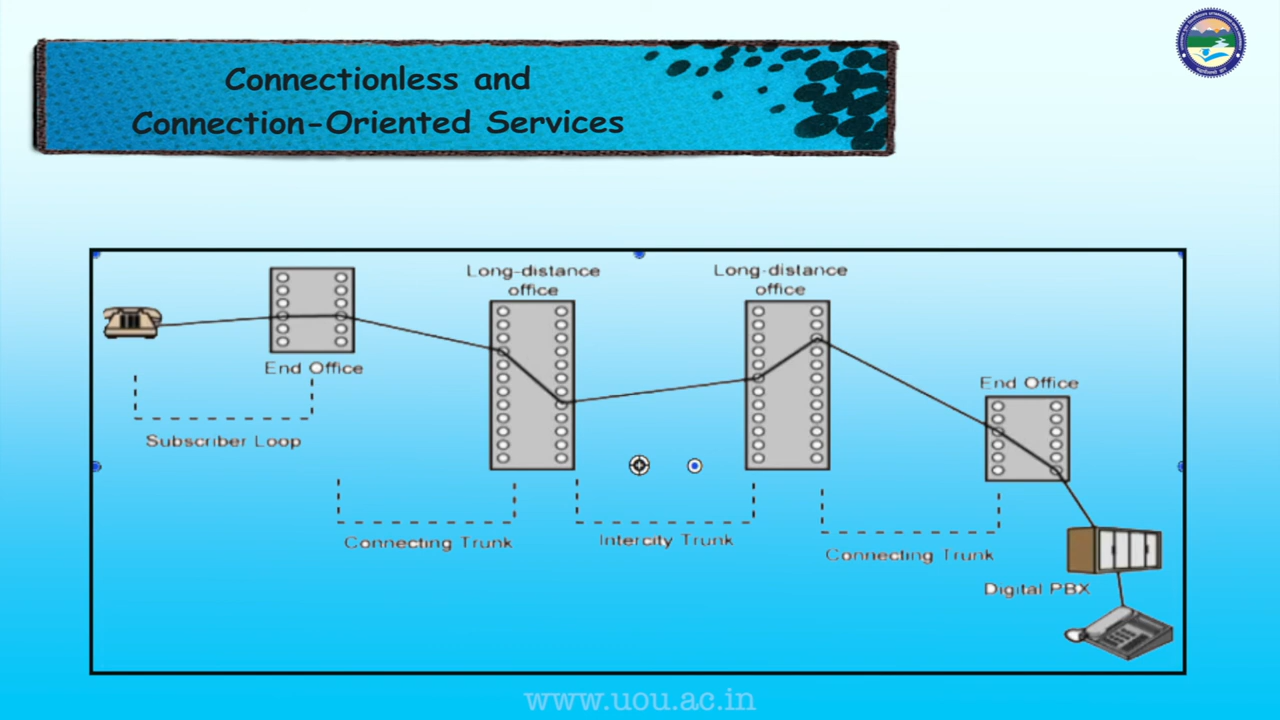 Connectionless and
Connection-Oriented Services
Long-distance
office
Long-distance
office
End Office
End Office
Subscriber Loop
Connecting Trunk
Intercity Trunk
Connecting Trunk
Digital PBX
www.uou.ac.in